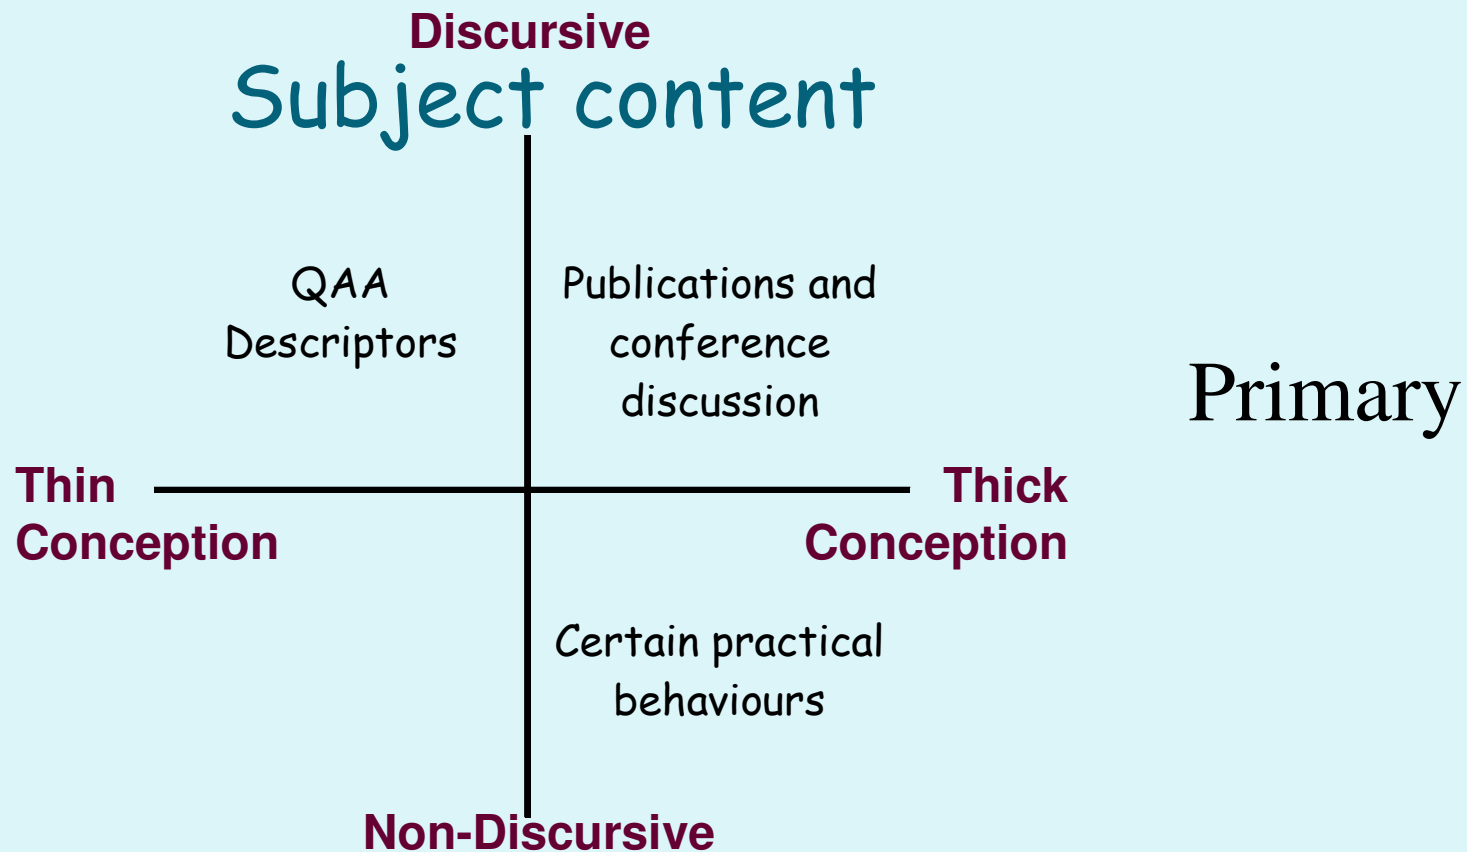 Discursive
Subject content
QAA
Descriptors
Publications and
conference
discussion
Primary
Thin
Conception
Thick
Conception
Certain practical
behaviours
Non-Discursive